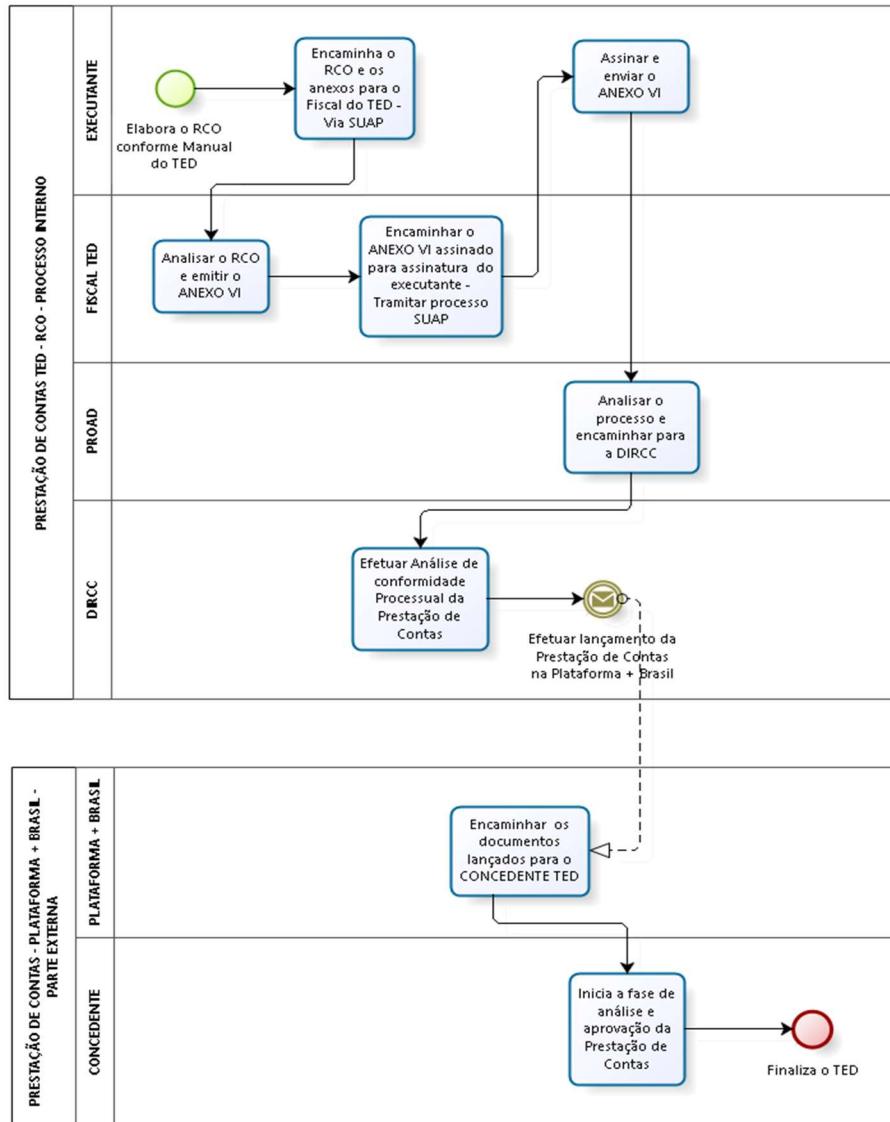 PRESTAÇÃO DE CONTAS TED - RCO - PROCESSO INTERNO
EXECUTANTE
Elabora o RCO
conforme Manual
do TED
Encaminha o
RCO e os
anexos para o
Fiscal do TED -
Via SUAP
Assinar e
enviar o
ANEXO VI
FISCAL TED
Analisar o RCO
e emitir o
ANEXO VI
Encaminhar o
ANEXO VI assinado
para assinatura do
executante -
Tramitar processo
SUAP
PROAD
Analisar o
processo e
encaminhar para
a DIRCC
DIRCC
Efetuar Análise de
conformidade
Processual da
Prestação de
Contas
Efetuar lançamento da
Prestação de Contas
na Plataforma + Brasil
PRESTAÇÃO DE CONTAS - PLATAFORMA + BRASIL -
PARTE EXTERNA
PLATAFORMA + BRASIL
Encaminhar os
documentos
lançados para o
CONCEDENTE TED
CONCEDENTE
Inicia a fase de
análise e
aprovação da
Prestação de
Contas
Finaliza o TED